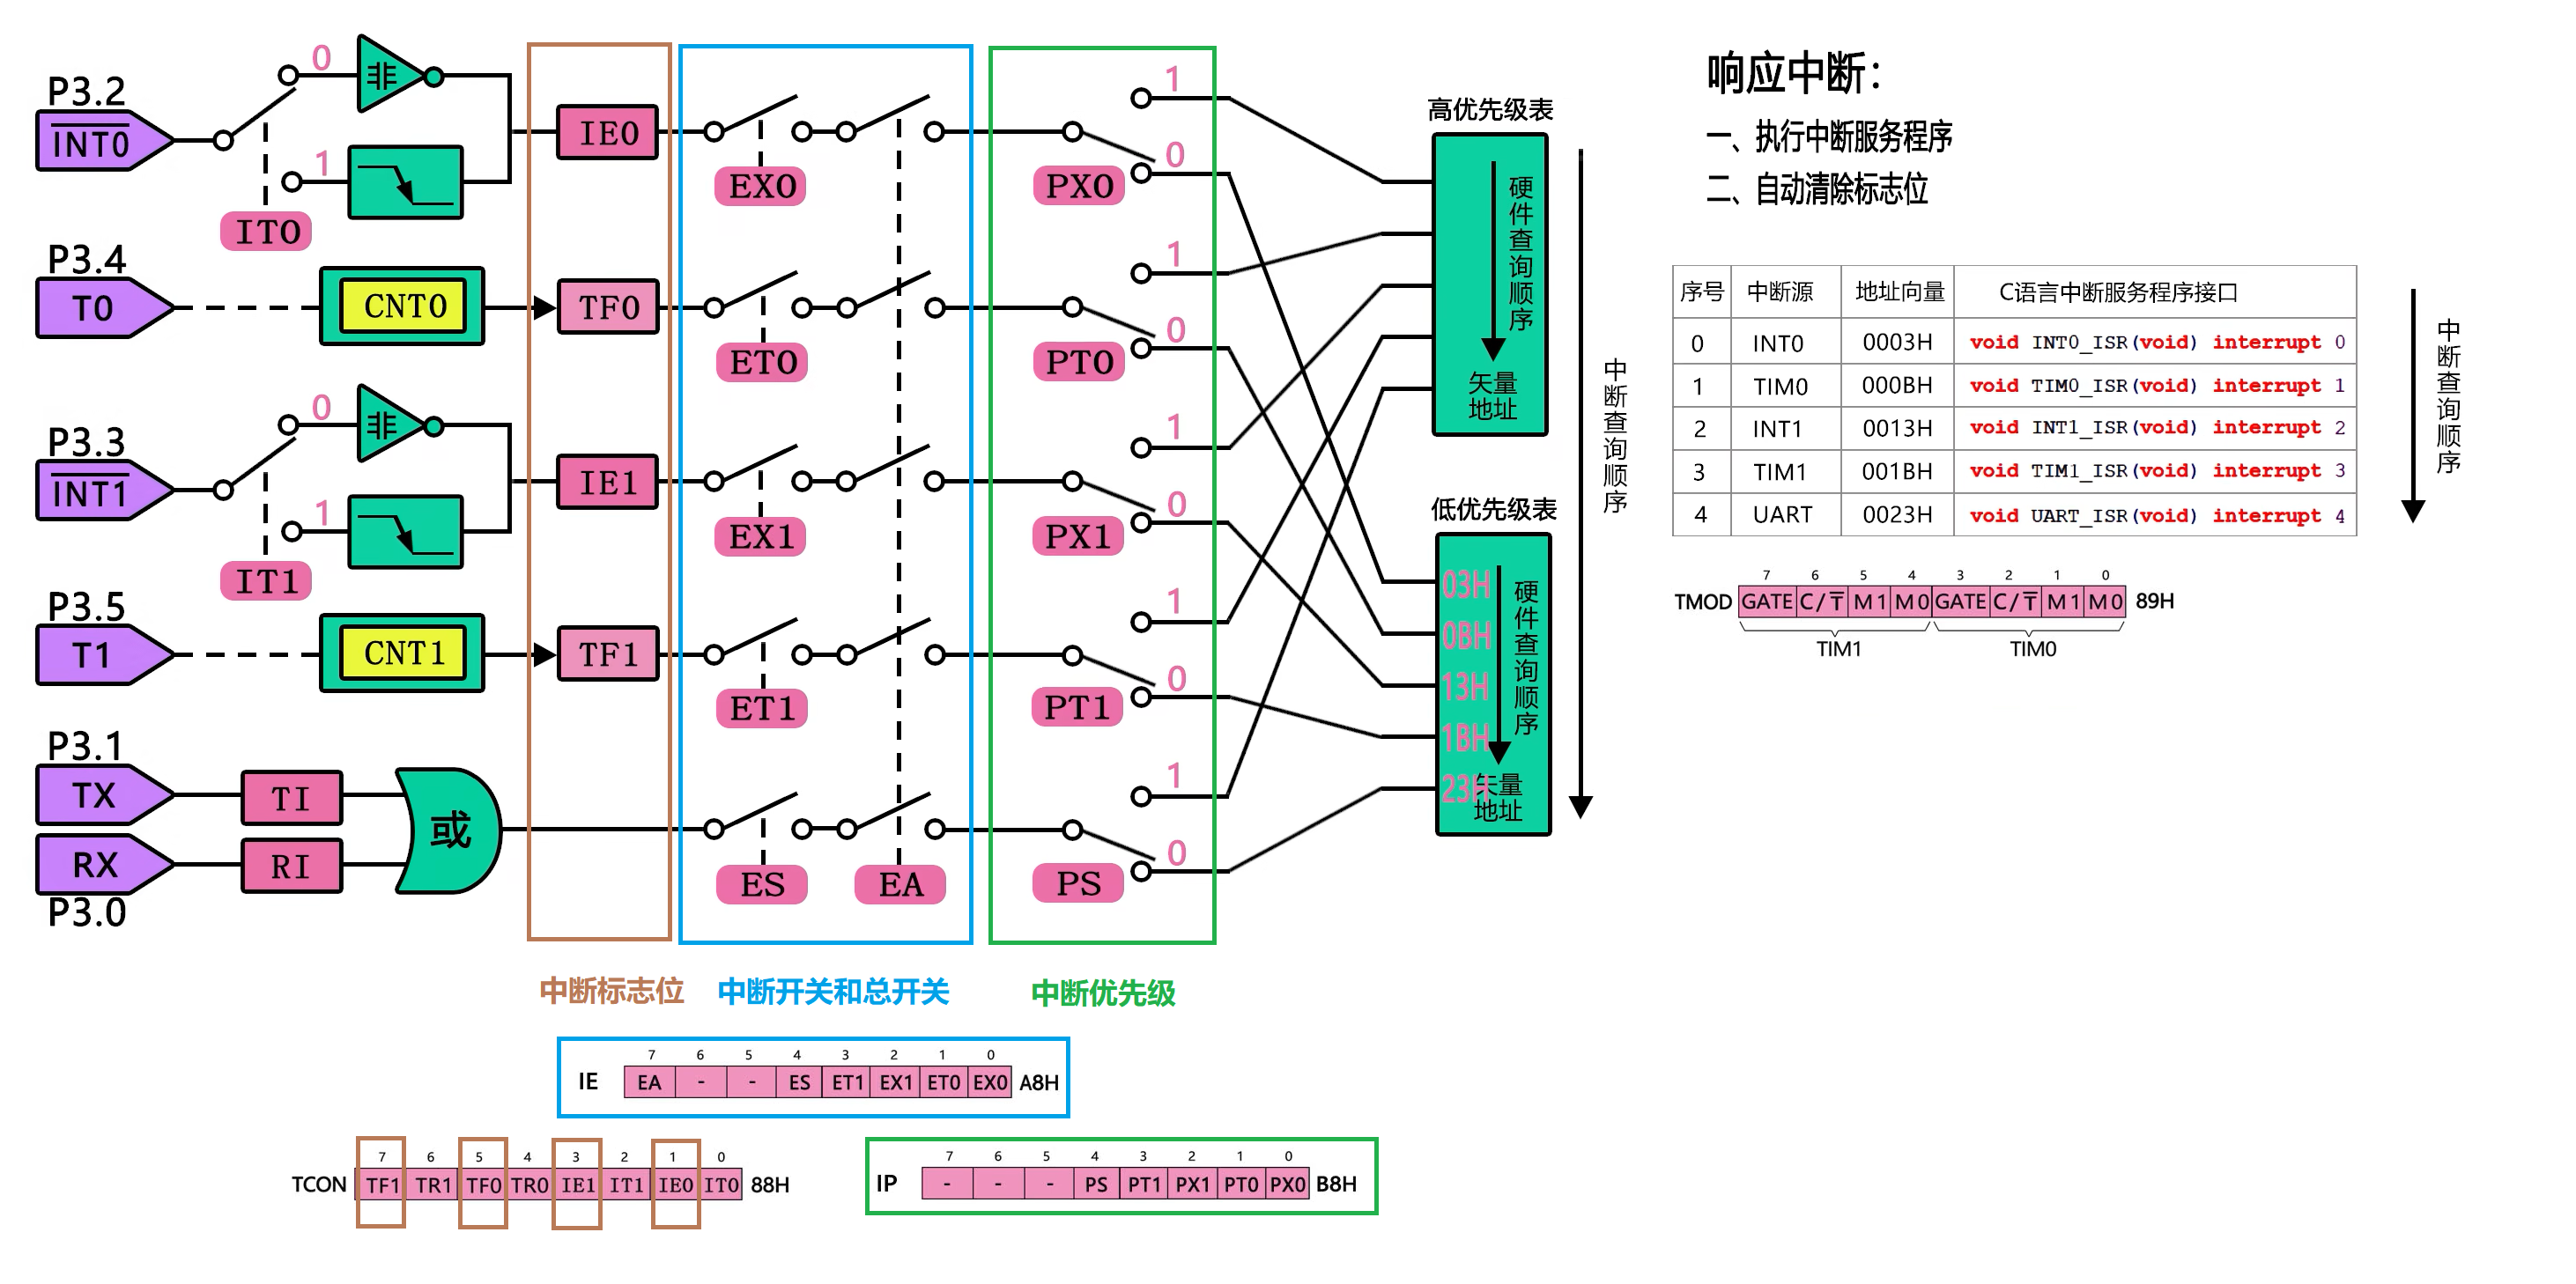 P3.2
INT0
0
非
1
IT0
P3.4
T0
CNT0
P3.3
INT1
0
非
1
IT1
P3.5
T1
CNT1
P3.1
TX
TI
RX
RI
P3.0
或
IE0
TF0
IE1
TF1
EX0
ET0
EX1
ET1
ES
EA
1
0
PX0
1
0
PT0
1
0
PX1
1
0
PT1
1
0
PS
中断标志位
中断开关和总开关
中断优先级
高优先级表
硬件查询顺序
矢量
地址
低优先级表
03H
0BH
13H
1BH
23H
硬件查询顺序
矢量
地址
中断查询顺序
响应中断：
一、执行中断服务程序
二、自动清除标志位
序号 中断源 地址向量 C语言中断服务程序接口
0 INT0 0003H void INT0_ISR(void) interrupt 0
1 TIM0 000BH void TIM0_ISR(void) interrupt 1
2 INT1 0013H void INT1_ISR(void) interrupt 2
3 TIM1 001BH void TIM1_ISR(void) interrupt 3
4 UART 0023H void UART_ISR(void) interrupt 4
中断查询顺序
7 6 5 4 3 2 1 0
TMOD GATE C/T M1 M0 GATE C/T M1 M0 89H
TIM1 TIM0
7 6 5 4 3 2 1 0
IE EA - - ES ET1 EX1 ET0 EX0 A8H
7 6 5 4 3 2 1 0
TCON TF1 TR1 TF0 TR0 IE1 IT1 IE0 IT0 88H
7 6 5 4 3 2 1 0
IP - - - PS PT1 PX1 PT0 PX0 B8H